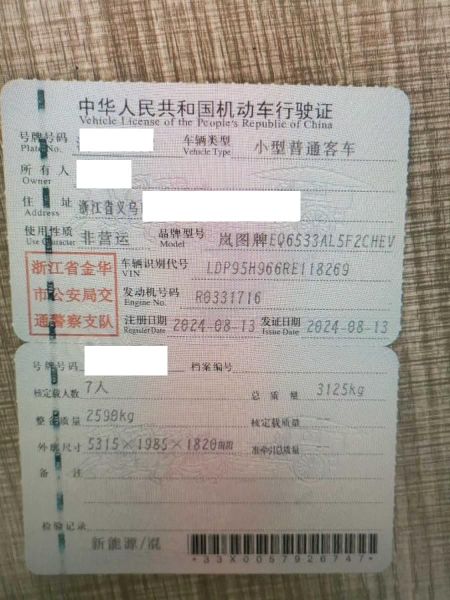 中华人民共和国机动车行驶证
Vehicle License of the People's Republic of China
号牌号码 车辆类型 小型普通客车
Plate No. Vehicle Type
所有人
Owner
住址 浙江省义乌
Address
使用性质 非营运 品牌型号 岚图牌EQ6533AL5F2CHEV
Use Character Model
浙江省金华市公安局交通警察支队
车辆识别代号 LDP95H966RE118269
VIN
发动机号码 R0331716
Engine No.
注册日期 2024-08-13 发证日期 2024-08-13
Register Date Issue Date
号牌号码 档案编号
核定载人数 7人 总质量 3125kg
整备质量 2590kg 核定载质量
外廓尺寸 5315×1985×1820mm 准牵引总质量
备注
检验记录
新能源/混
*33X0057926747*